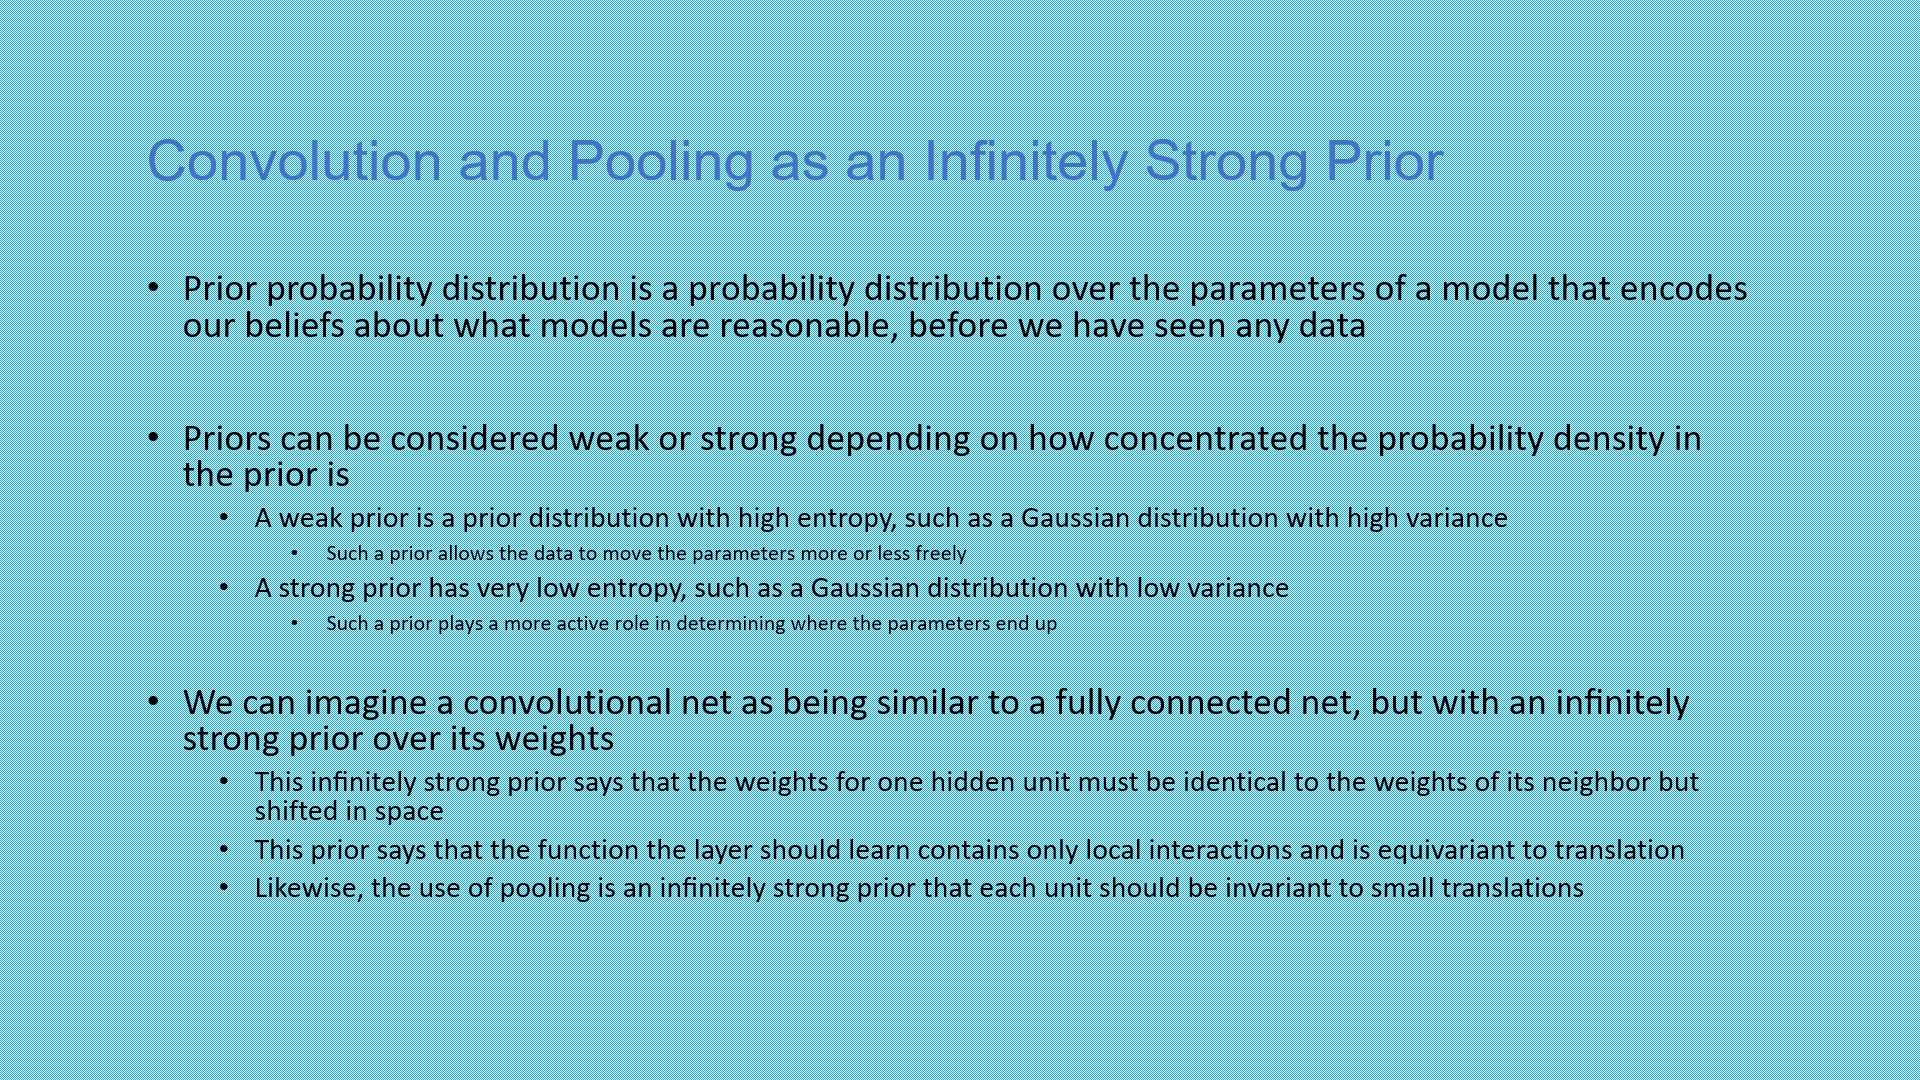 Convolution and Pooling as an Infinitely Strong Prior
• Prior probability distribution is a probability distribution over the parameters of a model that encodes
our beliefs about what models are reasonable, before we have seen any data
• Priors can be considered weak or strong depending on how concentrated the probability density in
the prior is
• A weak prior is a prior distribution with high entropy, such as a Gaussian distribution with high variance
• Such a prior allows the data to move the parameters more or less freely
• A strong prior has very low entropy, such as a Gaussian distribution with low variance
• Such a prior plays a more active role in determining where the parameters end up
• We can imagine a convolutional net as being similar to a fully connected net, but with an infinitely
strong prior over its weights
• This infinitely strong prior says that the weights for one hidden unit must be identical to the weights of its neighbor but
shifted in space
• This prior says that the function the layer should learn contains only local interactions and is equivariant to translation
• Likewise, the use of pooling is an infinitely strong prior that each unit should be invariant to small translations